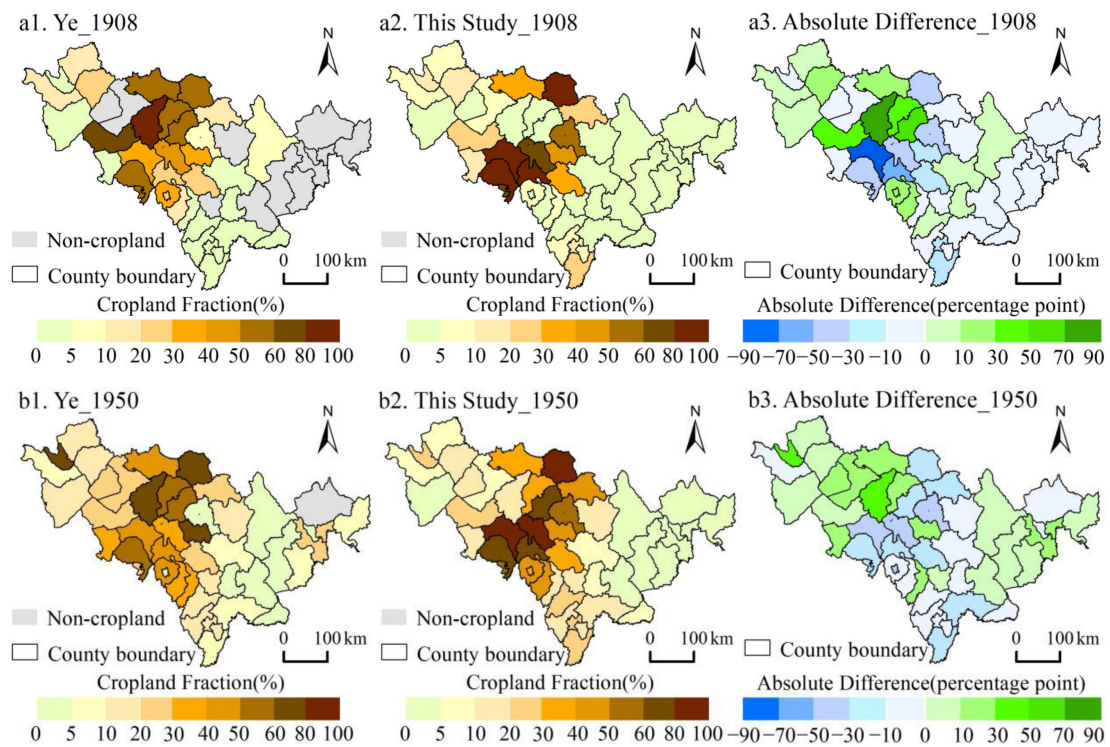 a1. Ye_1908
N
Non-cropland
County boundary
0 100 km
Cropland Fraction(%)
0 5 10 20 30 40 50 60 80 100
a2. This Study_1908
N
Non-cropland
County boundary
0 100 km
Cropland Fraction(%)
0 5 10 20 30 40 50 60 80 100
a3. Absolute Difference_1908
N
County boundary
0 100 km
Absolute Difference(percentage point)
−90 −70 −50 −30 −10 0 10 30 50 70 90
b1. Ye_1950
N
Non-cropland
County boundary
0 100 km
Cropland Fraction(%)
0 5 10 20 30 40 50 60 80 100
b2. This Study_1950
N
Non-cropland
County boundary
0 100 km
Cropland Fraction(%)
0 5 10 20 30 40 50 60 80 100
b3. Absolute Difference_1950
N
County boundary
0 100 km
Absolute Difference(percentage point)
−90 −70 −50 −30 −10 0 10 30 50 70 90